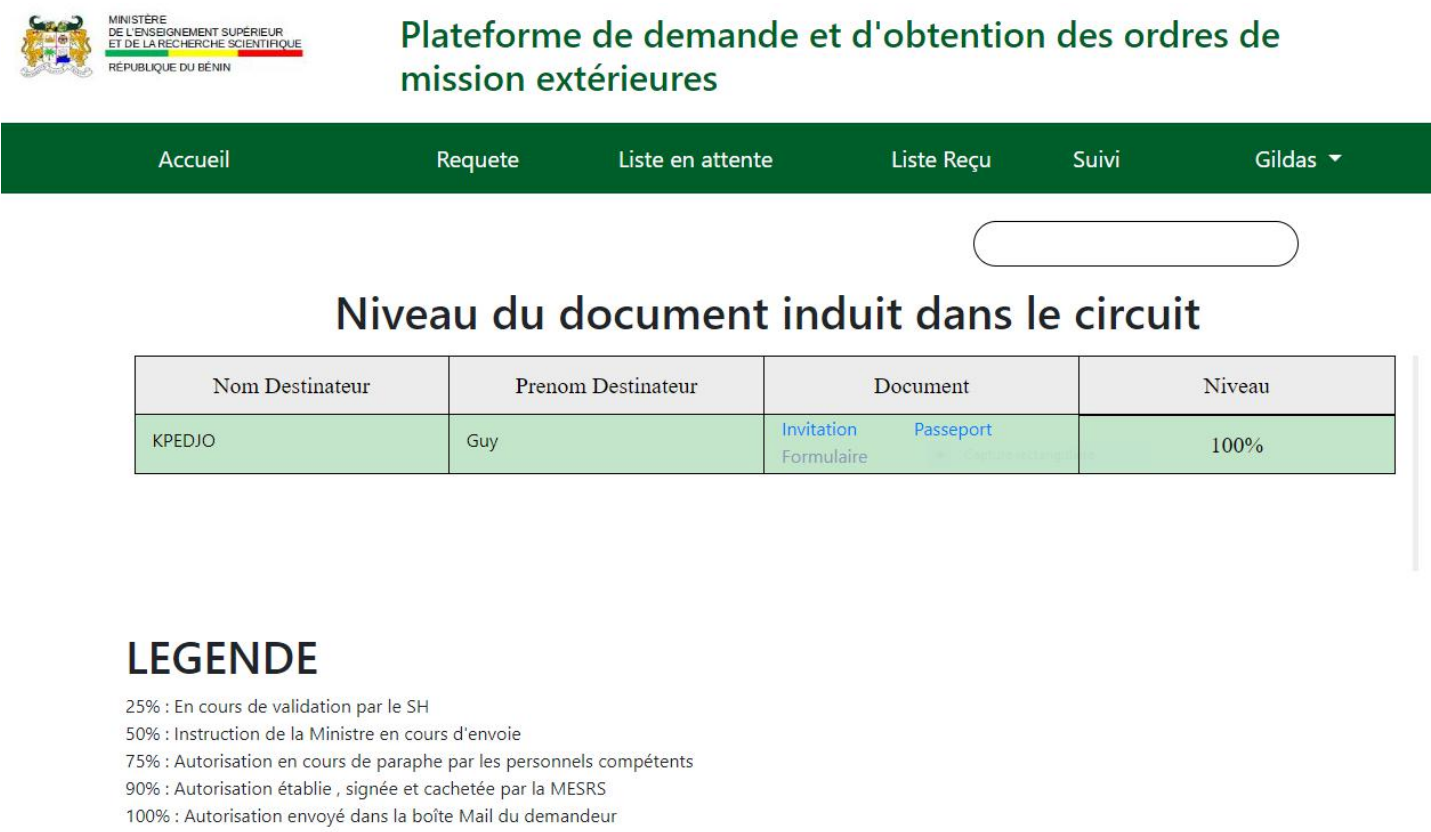 MINISTÈRE
DE L'ENSEIGNEMENT SUPÉRIEUR
ET DE LA RECHERCHE SCIENTIFIQUE
RÉPUBLIQUE DU BÉNIN
Plateforme de demande et d'obtention des ordres de
mission extérieures
Accueil Requete Liste en attente Liste Reçu Suivi Gildas
Niveau du document induit dans le circuit
Nom Destinateur Prenom Destinateur Document Niveau
KPEDJO Guy Invitation Passeport 100%
Formulaire
LEGENDE
25% : En cours de validation par le SH
50% : Instruction de la Ministre en cours d'envoie
75% : Autorisation en cours de paraphe par les personnels compétents
90% : Autorisation établie , signée et cachetée par la MESRS
100% : Autorisation envoyé dans la boîte Mail du demandeur